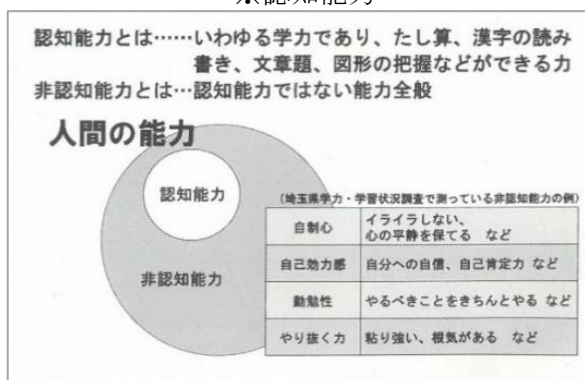 認知能力とは……いわゆる学力であり、たし算、漢字の読み
書き、文章題、図形の把握などができる力
非認知能力とは…認知能力ではない能力全般
人間の能力
認知能力
非認知能力
(埼玉県学力・学習状況調査で測っている非認知能力の例)
自制心 イライラしない、
心の平静を保てる など
自己効力感 自分への自信、自己肯定力 など
勤勉性 やるべきことをきちんとやる など
やり抜く力 粘り強い、根気がある など